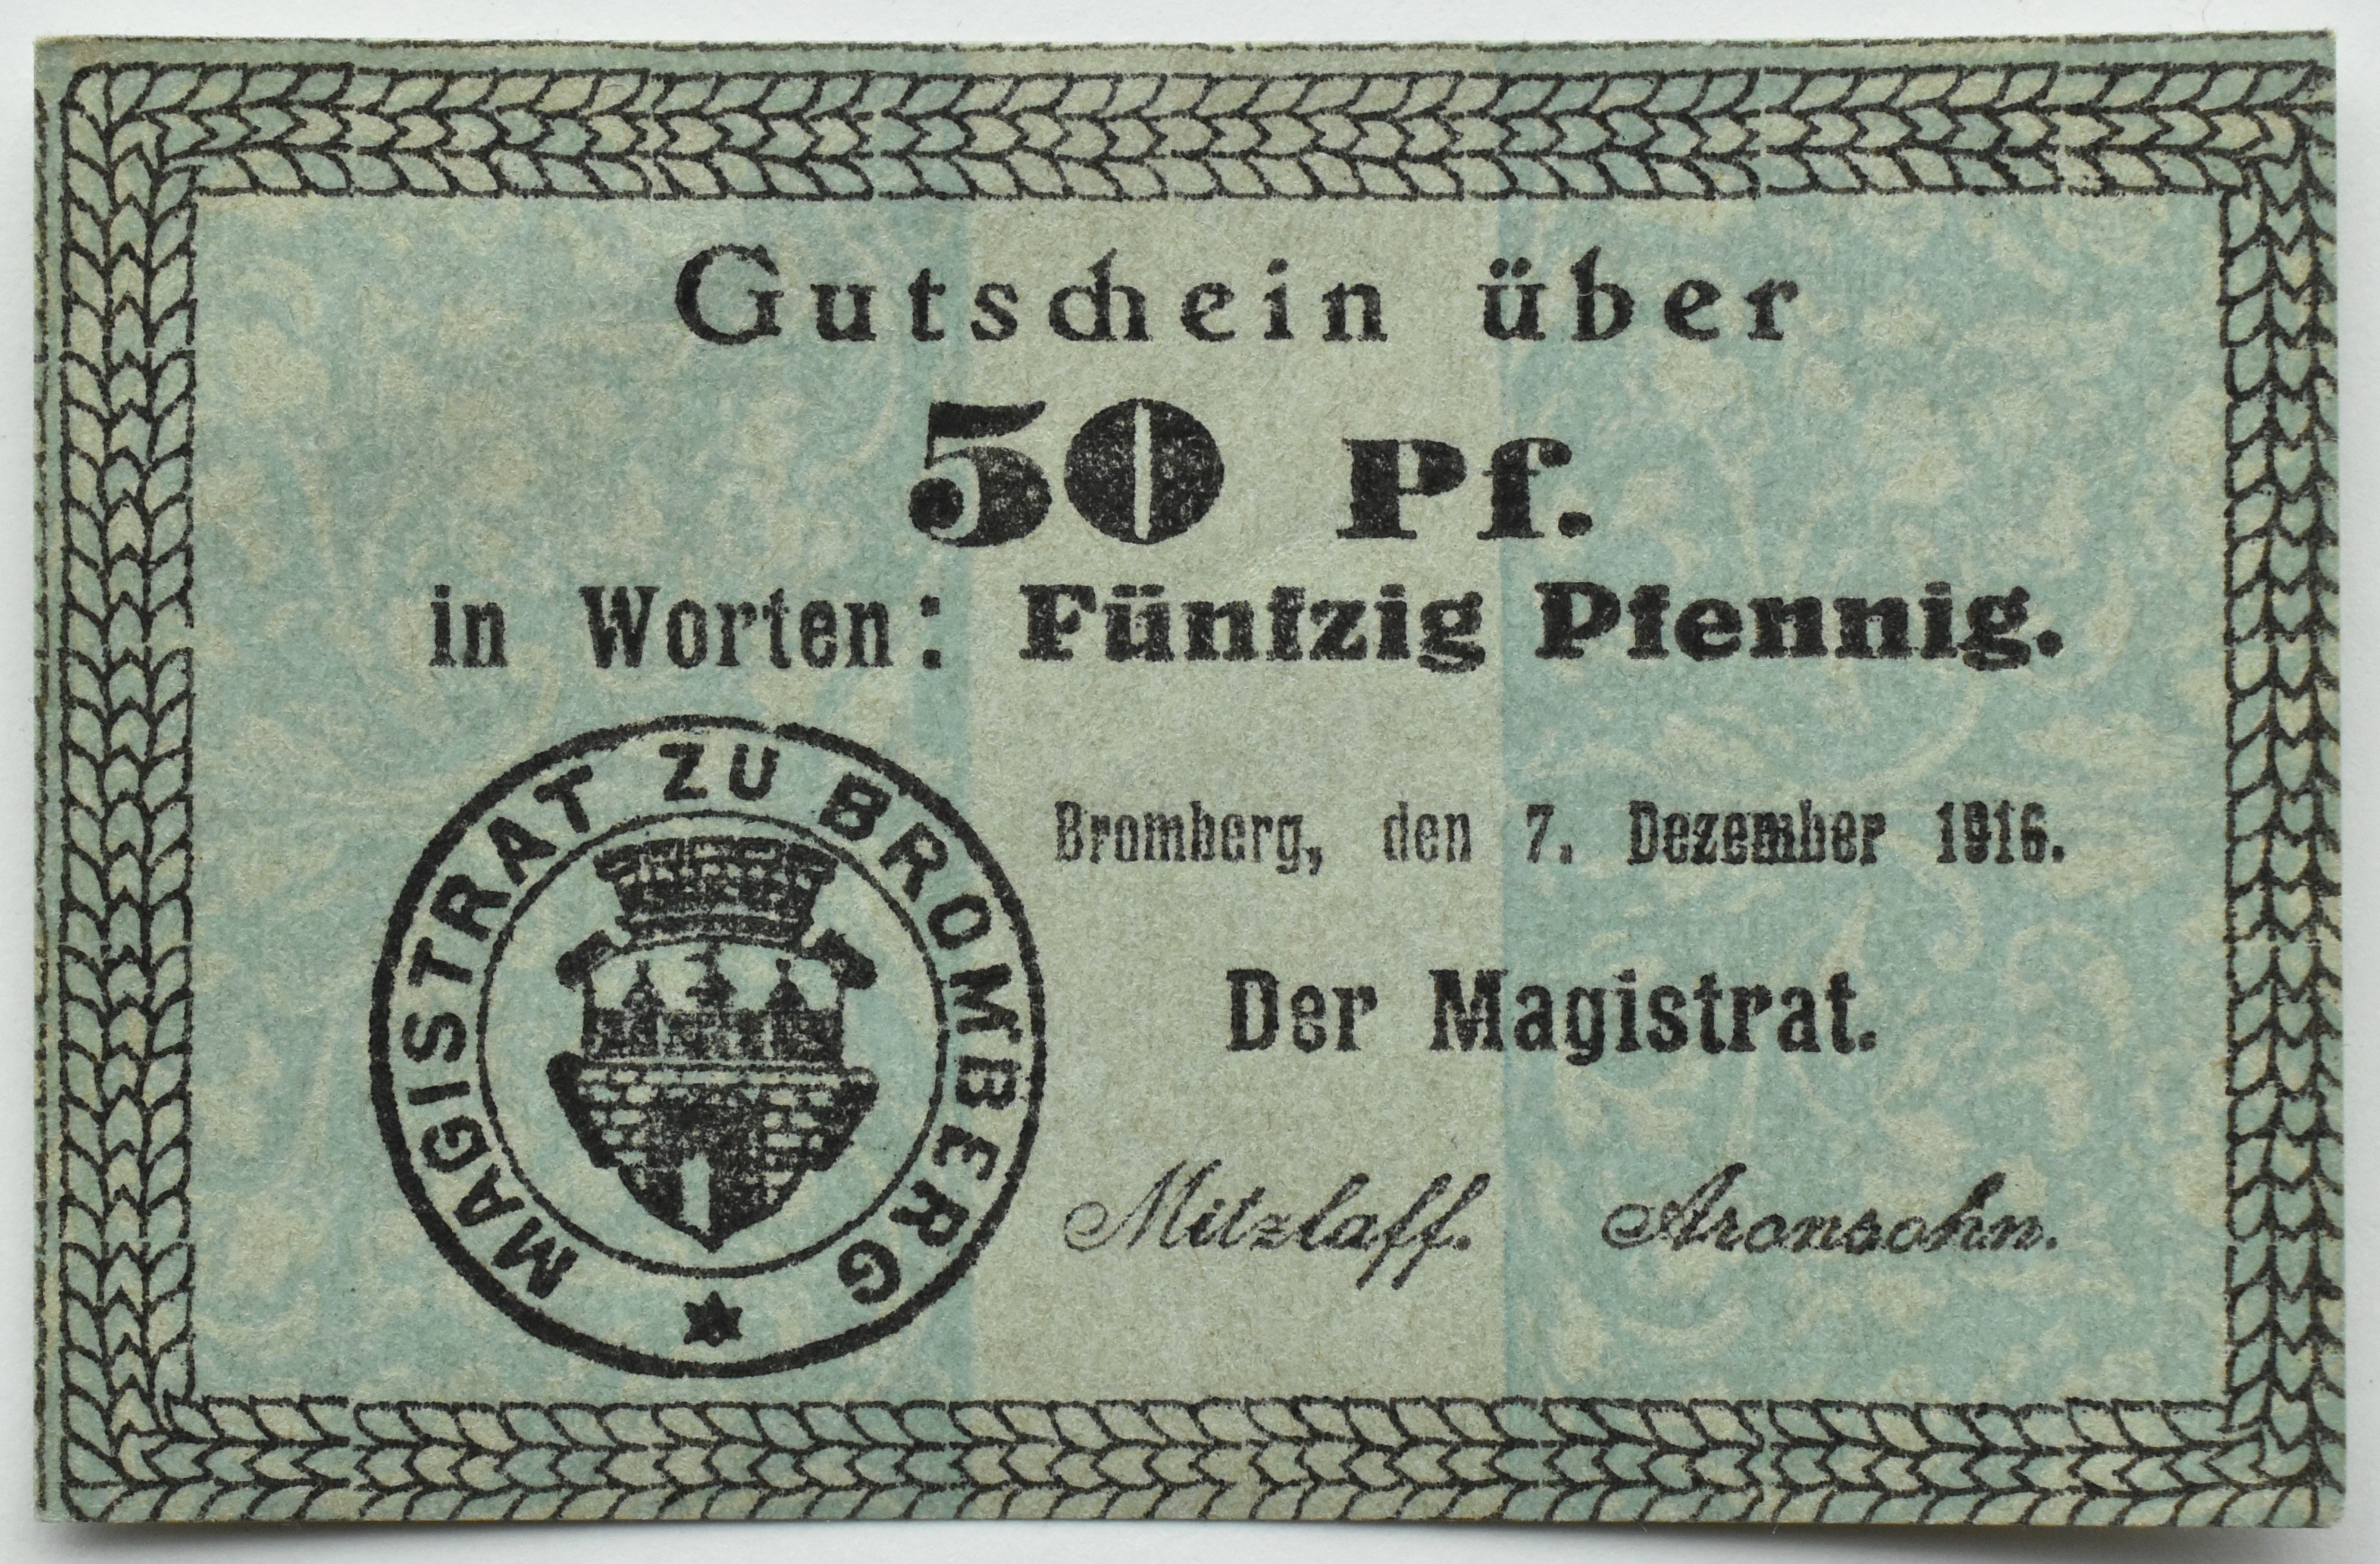 Gutschein über
50 Pf.
in Worten: Fünfzig Pfennig.
MAGISTRAT ZU BROMBERG
Bromberg, den 7. Dezember 1916.
Der Magistrat.
Mitzlaff. Aronsohn.